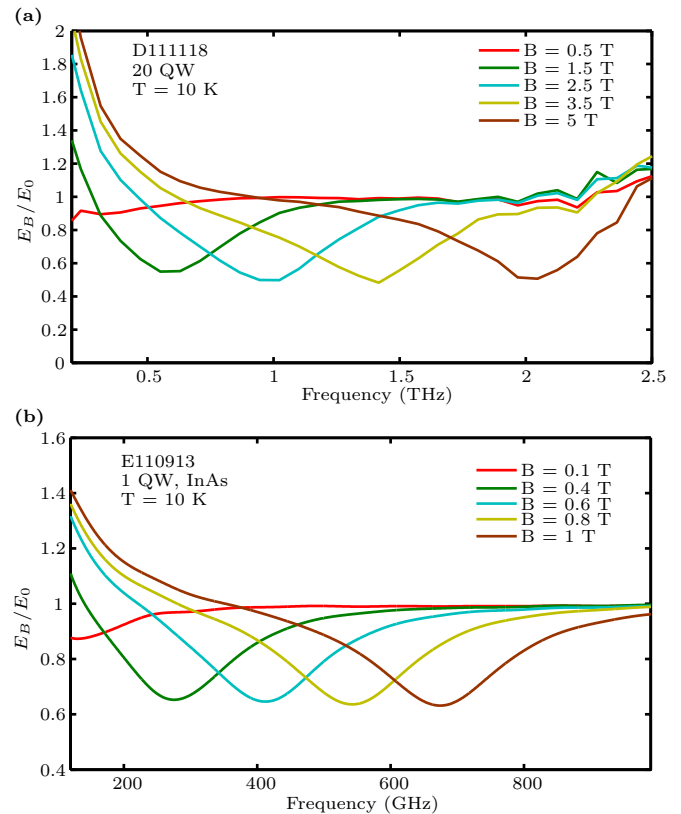 (a)
D111118
20 QW
T = 10 K
B = 0.5 T
B = 1.5 T
B = 2.5 T
B = 3.5 T
B = 5 T
2
1.8
1.6
1.4
1.2
1
0.8
0.6
0.4
0.2
0
E_B/E_0
0.5 1 1.5 2 2.5
Frequency (THz)
(b)
E110913
1 QW, InAs
T = 10 K
B = 0.1 T
B = 0.4 T
B = 0.6 T
B = 0.8 T
B = 1 T
1.6
1.4
1.2
1
0.8
0.6
0.4
E_B/E_0
200 400 600 800
Frequency (GHz)